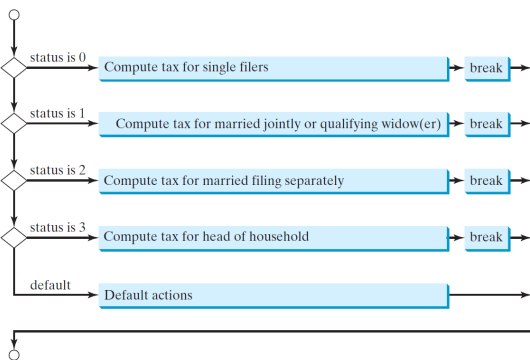 status is 0
Compute tax for single filers
break
status is 1
Compute tax for married jointly or qualifying widow(er)
break
status is 2
Compute tax for married filing separately
break
status is 3
Compute tax for head of household
break
default
Default actions